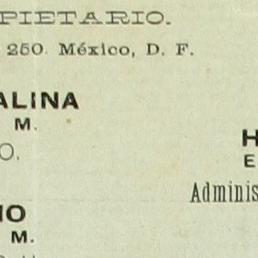 PIETARIO.
250. México, D. F.
ALINA
M.
O.
H
E
Adminis
IO
M.